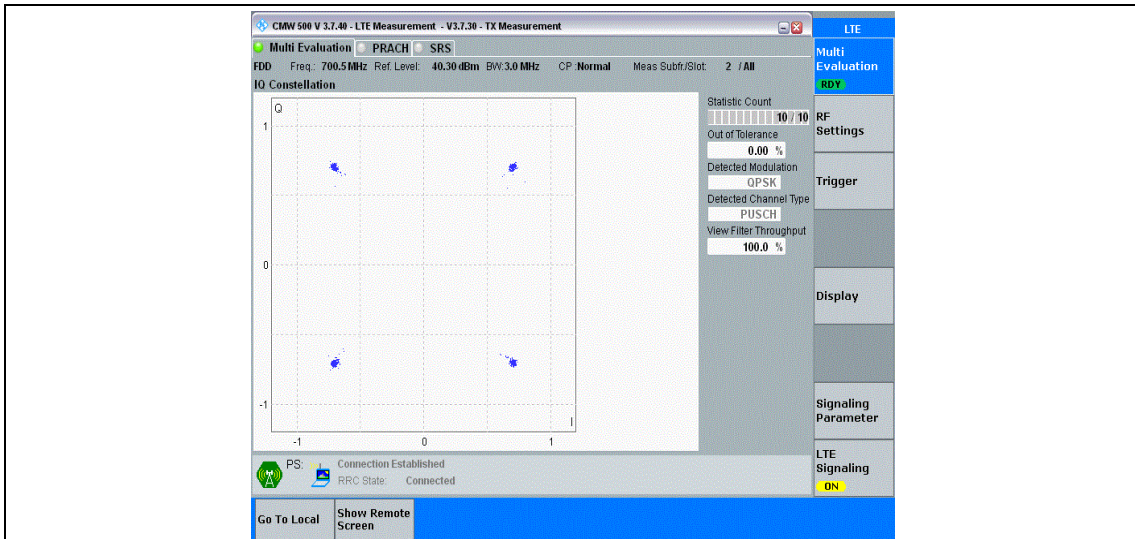 CMW 500 V 3.7.40 - LTE Measurement - V3.7.30 - TX Measurement
LTE
Multi Evaluation PRACH SRS
FDD Freq.: 700.5 MHz Ref. Level: 40.30 dBm BW: 3.0 MHz CP : Normal Meas Subfr./Slot: 2 / All
IQ Constellation
Q
1
0
-1
I
-1 0 1
Statistic Count
10 / 10
Out of Tolerance
0.00 %
Detected Modulation
QPSK
Detected Channel Type
PUSCH
View Filter Throughput
100.0 %
Multi
Evaluation
RDY
RF
Settings
Trigger
Display
Signaling
Parameter
LTE
Signaling
ON
PS: Connection Established
RRC State: Connected
Go To Local
Show Remote
Screen